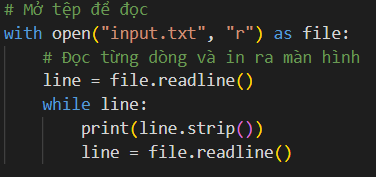 # Mở tệp để đọc
with open("input.txt", "r") as file:
    # Đọc từng dòng và in ra màn hình
    line = file.readline()
    while line:
        print(line.strip())
        line = file.readline()